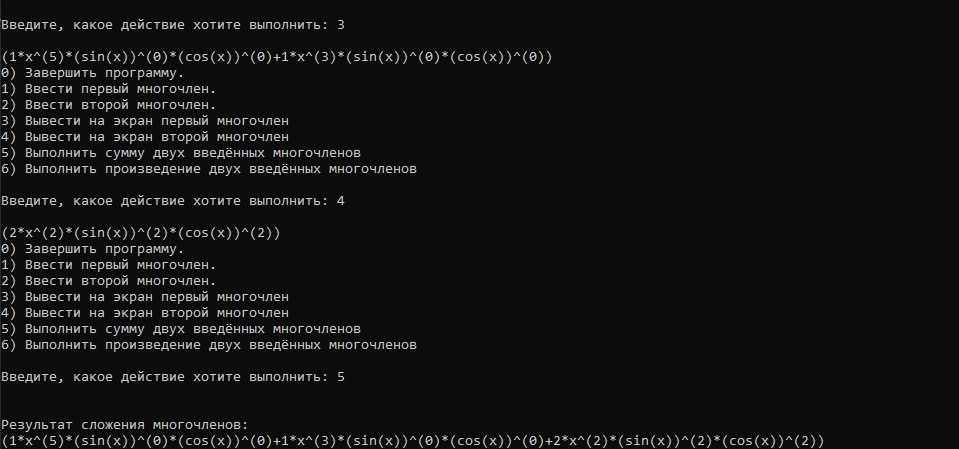 Введите, какое действие хотите выполнить: 3
(1*x^(5)*(sin(x))^(0)*(cos(x))^(0)+1*x^(3)*(sin(x))^(0)*(cos(x))^(0))
0) Завершить программу.
1) Ввести первый многочлен.
2) Ввести второй многочлен.
3) Вывести на экран первый многочлен
4) Вывести на экран второй многочлен
5) Выполнить сумму двух введённых многочленов
6) Выполнить произведение двух введённых многочленов
Введите, какое действие хотите выполнить: 4
(2*x^(2)*(sin(x))^(2)*(cos(x))^(2))
0) Завершить программу.
1) Ввести первый многочлен.
2) Ввести второй многочлен.
3) Вывести на экран первый многочлен
4) Вывести на экран второй многочлен
5) Выполнить сумму двух введённых многочленов
6) Выполнить произведение двух введённых многочленов
Введите, какое действие хотите выполнить: 5
Результат сложения многочленов:
(1*x^(5)*(sin(x))^(0)*(cos(x))^(0)+1*x^(3)*(sin(x))^(0)*(cos(x))^(0)+2*x^(2)*(sin(x))^(2)*(cos(x))^(2))